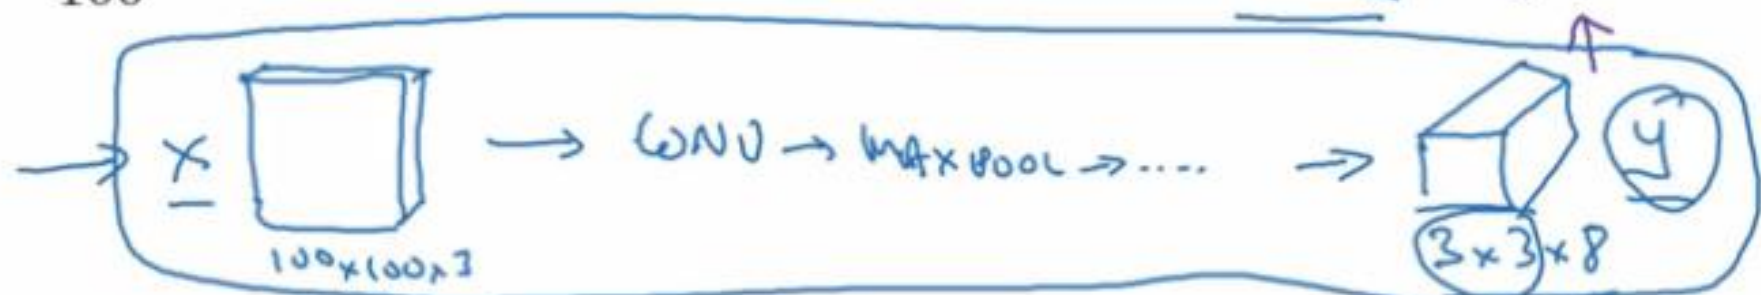 x → CONV → MAXPOOL → .... → y
100x100x3
3x3x8